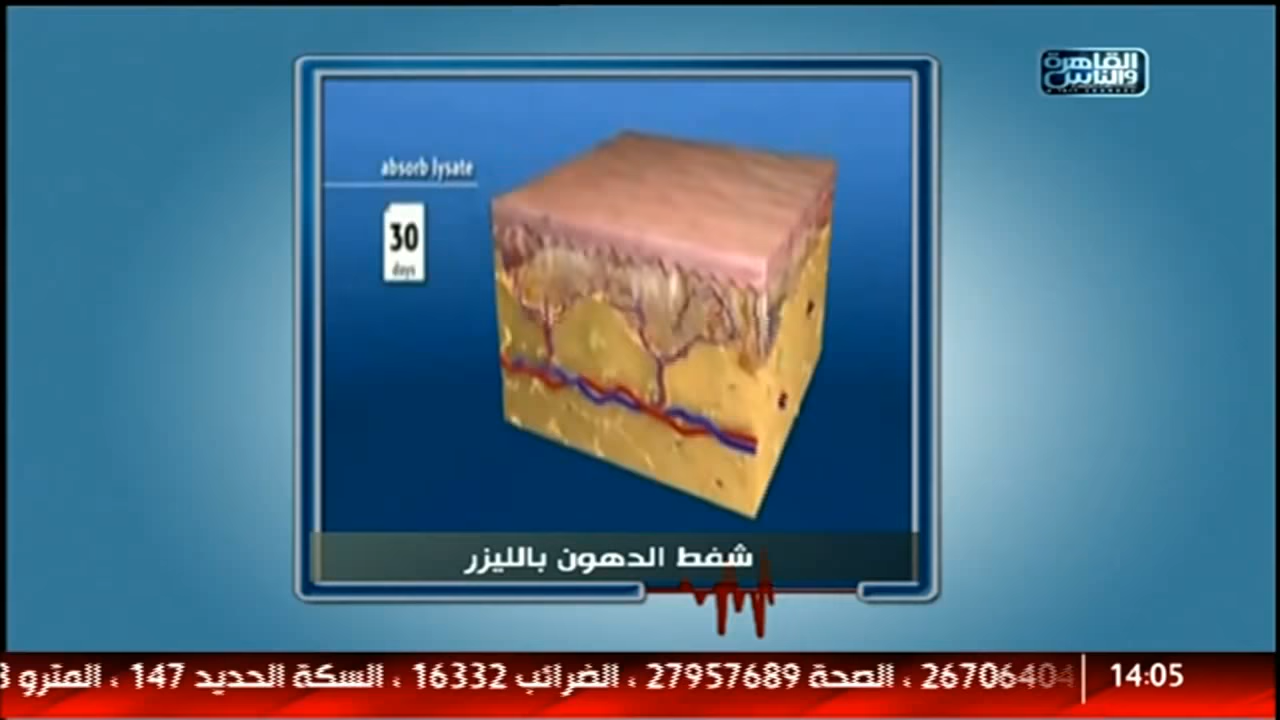 القاهرة
والناس
absorb lysate
30
days
شفط الدهون بالليزر
14:05
26706404 ، الصحة 27957689 ، الضرائب 16332 ، السكة الحديد 147 ، المترو